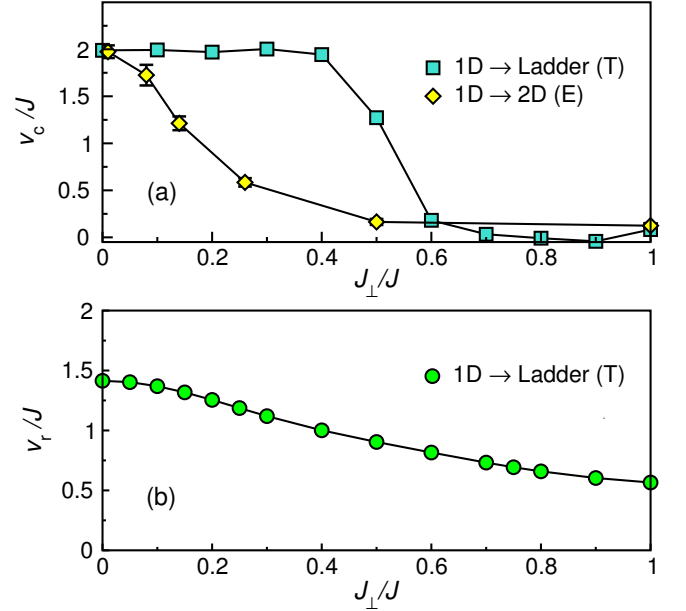 2
1.5
1
0.5
0
v_c/J
1D → Ladder (T)
1D → 2D (E)
(a)
0 0.2 0.4 0.6 0.8 1
J_⊥/J
2
1.5
1
0.5
0
v_r/J
1D → Ladder (T)
(b)
0 0.2 0.4 0.6 0.8 1
J_⊥/J